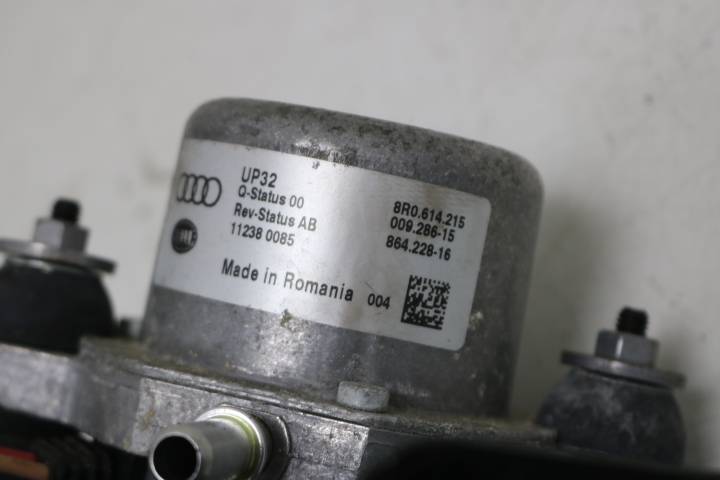 UP32
Q-Status 00
Rev-Status AB
11238 0085
8R0.614.215
009.286-15
864.228-16
Made in Romania 004